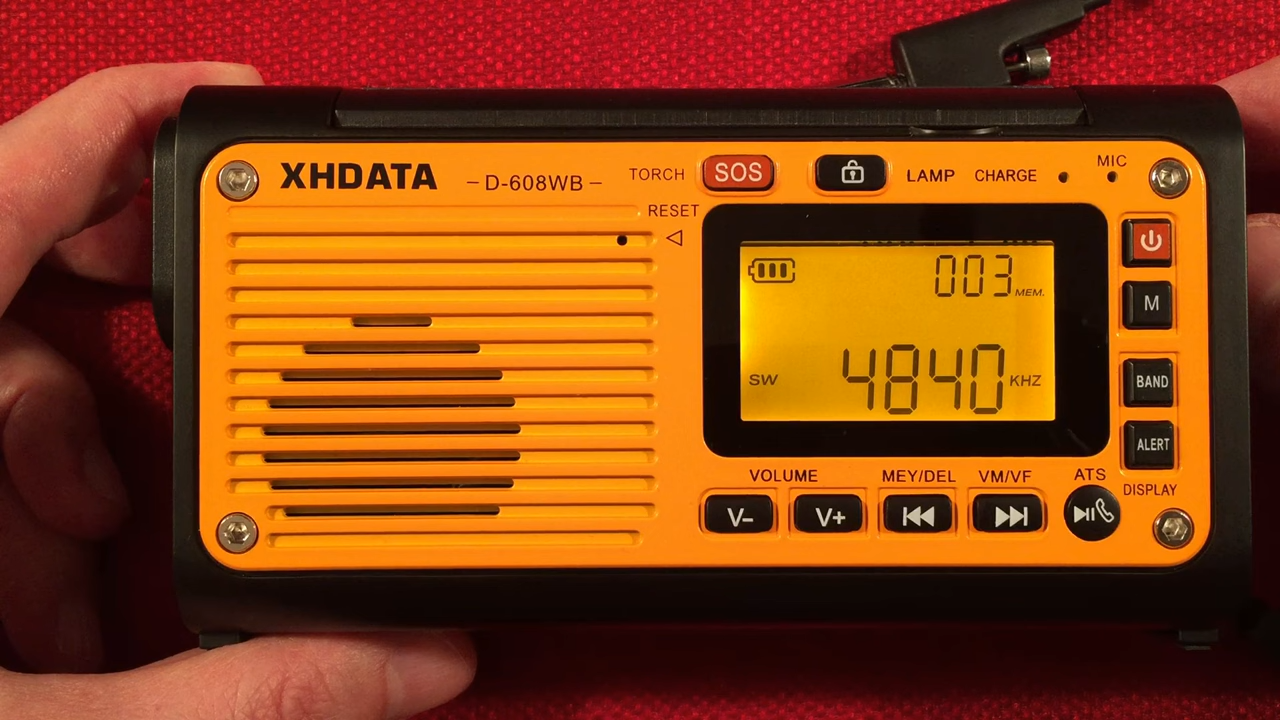 XHDATA
–D-608WB–
TORCH
SOS
LAMP
CHARGE
MIC
RESET
003
MEM.
SW
4840
KHZ
M
BAND
ALERT
DISPLAY
VOLUME
MEY/DEL
VM/VF
ATS
V–
V+